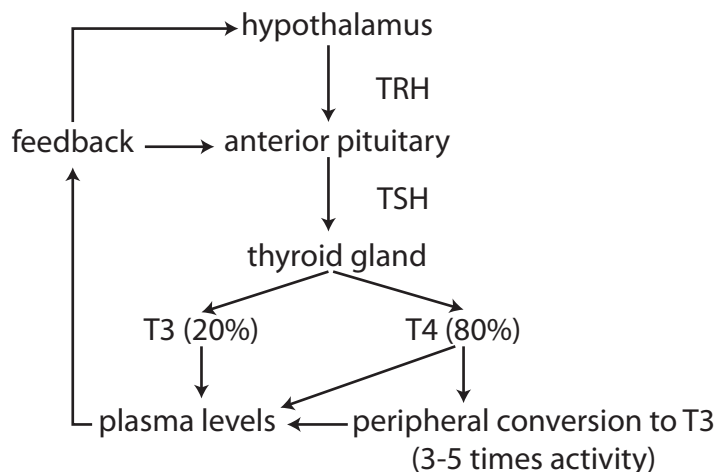 hypothalamus
TRH
feedback
anterior pituitary
TSH
thyroid gland
T3 (20%)
T4 (80%)
plasma levels
peripheral conversion to T3
(3-5 times activity)